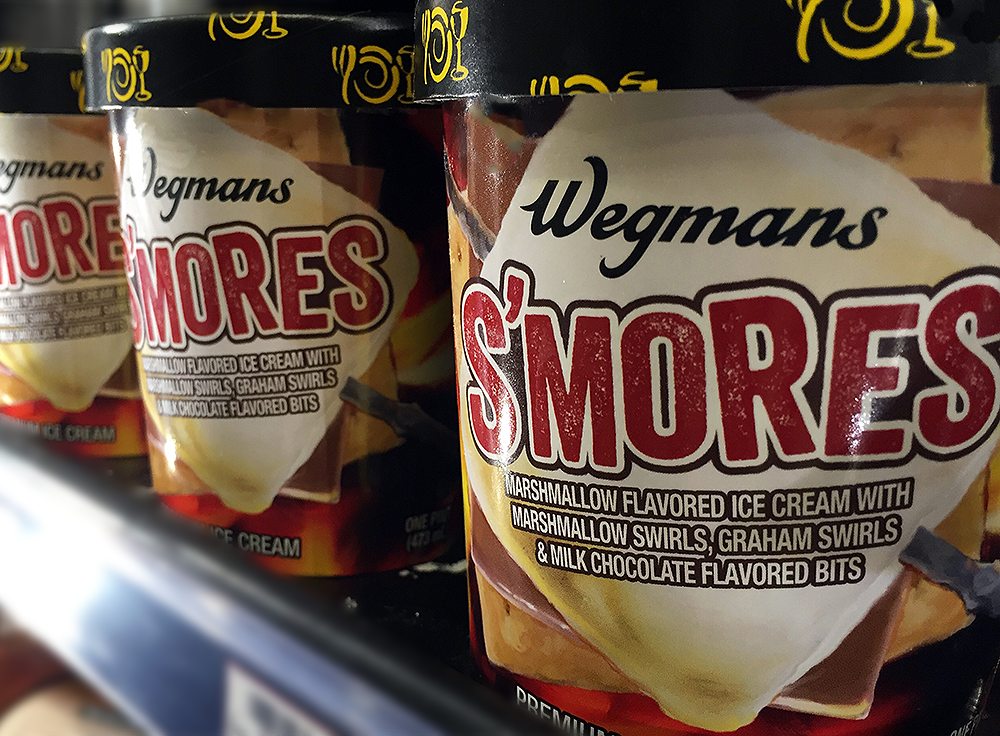 Wegmans
S'MORES
MARSHMALLOW FLAVORED ICE CREAM WITH
MARSHMALLOW SWIRLS, GRAHAM SWIRLS
& MILK CHOCOLATE FLAVORED BITS
PREMIUM
Wegmans
S'MORES
MARSHMALLOW FLAVORED ICE CREAM WITH
MARSHMALLOW SWIRLS, GRAHAM SWIRLS
& MILK CHOCOLATE FLAVORED BITS
ICE CREAM
ONE PINT
(473
egmans
MORES
ICE CREAM